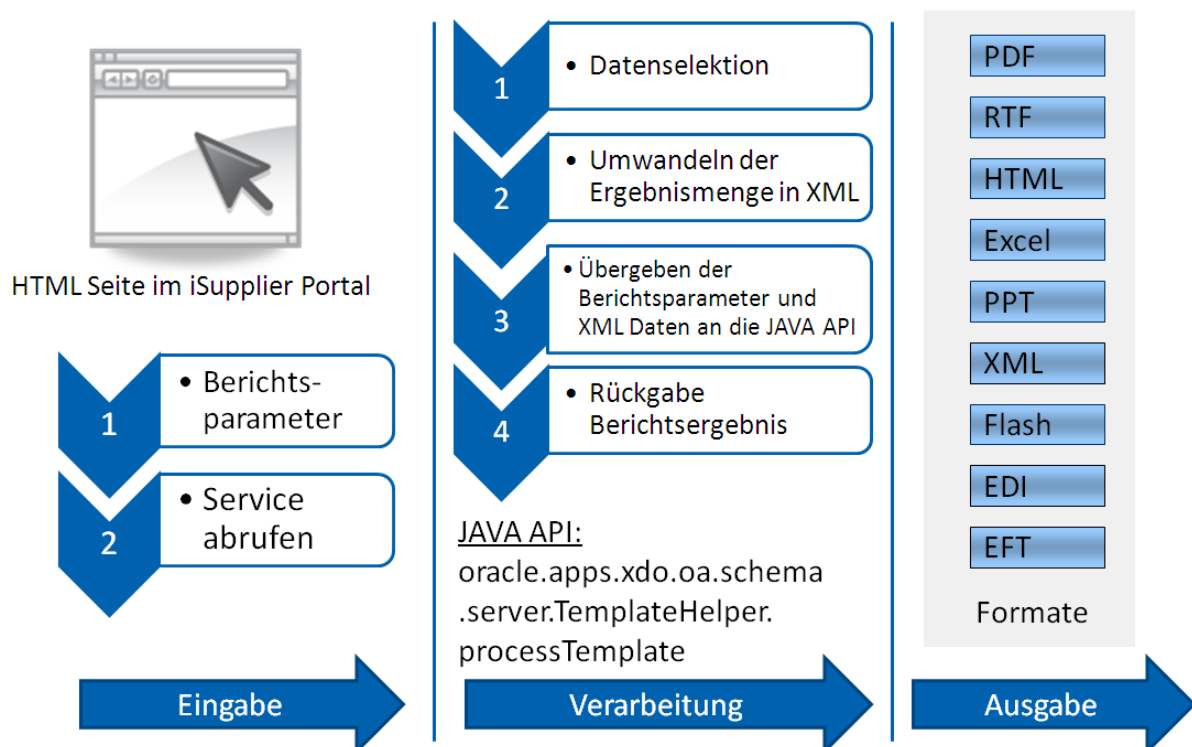 HTML Seite im iSupplier Portal
1
• Berichts-
parameter
2
• Service
abrufen
Eingabe
1
• Datenselektion
2
• Umwandeln der
Ergebnismenge in XML
3
• Übergeben der
Berichtsparameter und
XML Daten an die JAVA API
4
• Rückgabe
Berichtsergebnis
JAVA API:
oracle.apps.xdo.oa.schema
.server.TemplateHelper.
processTemplate
Verarbeitung
PDF
RTF
HTML
Excel
PPT
XML
Flash
EDI
EFT
Formate
Ausgabe